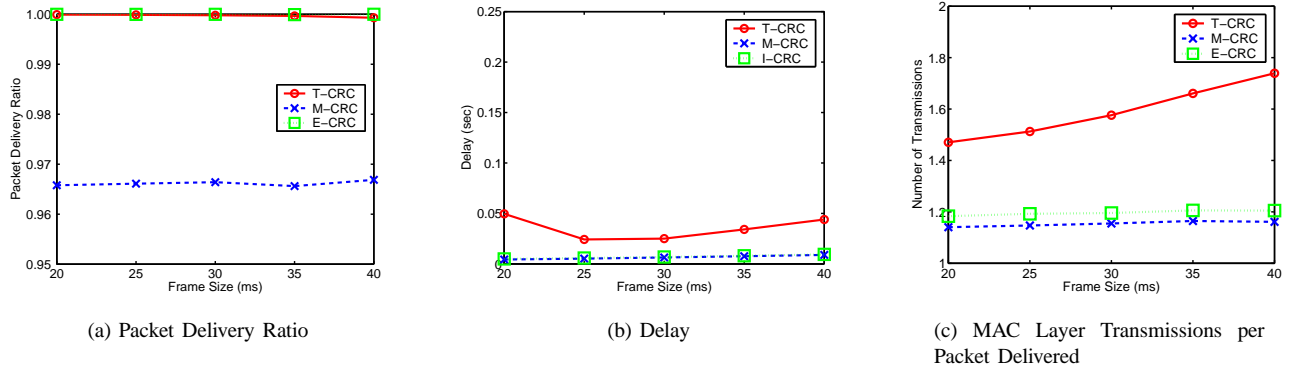 1.00
0.99
0.98
0.97
0.96
0.95
20 25 30 35 40
Packet Delivery Ratio
Frame Size (ms)
T−CRC
M−CRC
E−CRC
(a) Packet Delivery Ratio
0.25
0.2
0.15
0.1
0.05
0
20 25 30 35 40
Delay (sec)
Frame Size (ms)
T−CRC
M−CRC
I−CRC
(b) Delay
2
1.8
1.6
1.4
1.2
1
20 25 30 35 40
Number of Transmissions
Frame Size (ms)
T−CRC
M−CRC
E−CRC
(c) MAC Layer Transmissions per
Packet Delivered